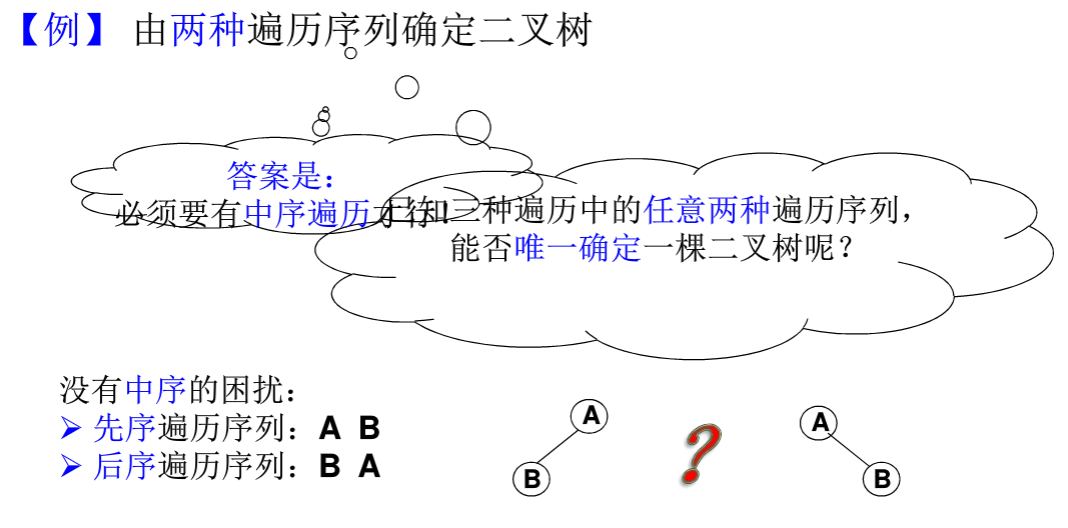 【例】 由两种遍历序列确定二叉树
答案是：
必须要有中序遍历才行！
已知三种遍历中的任意两种遍历序列，
能否唯一确定一棵二叉树呢？
没有中序的困扰：
➢ 先序遍历序列：A B
➢ 后序遍历序列：B A
A
B
?
A
B